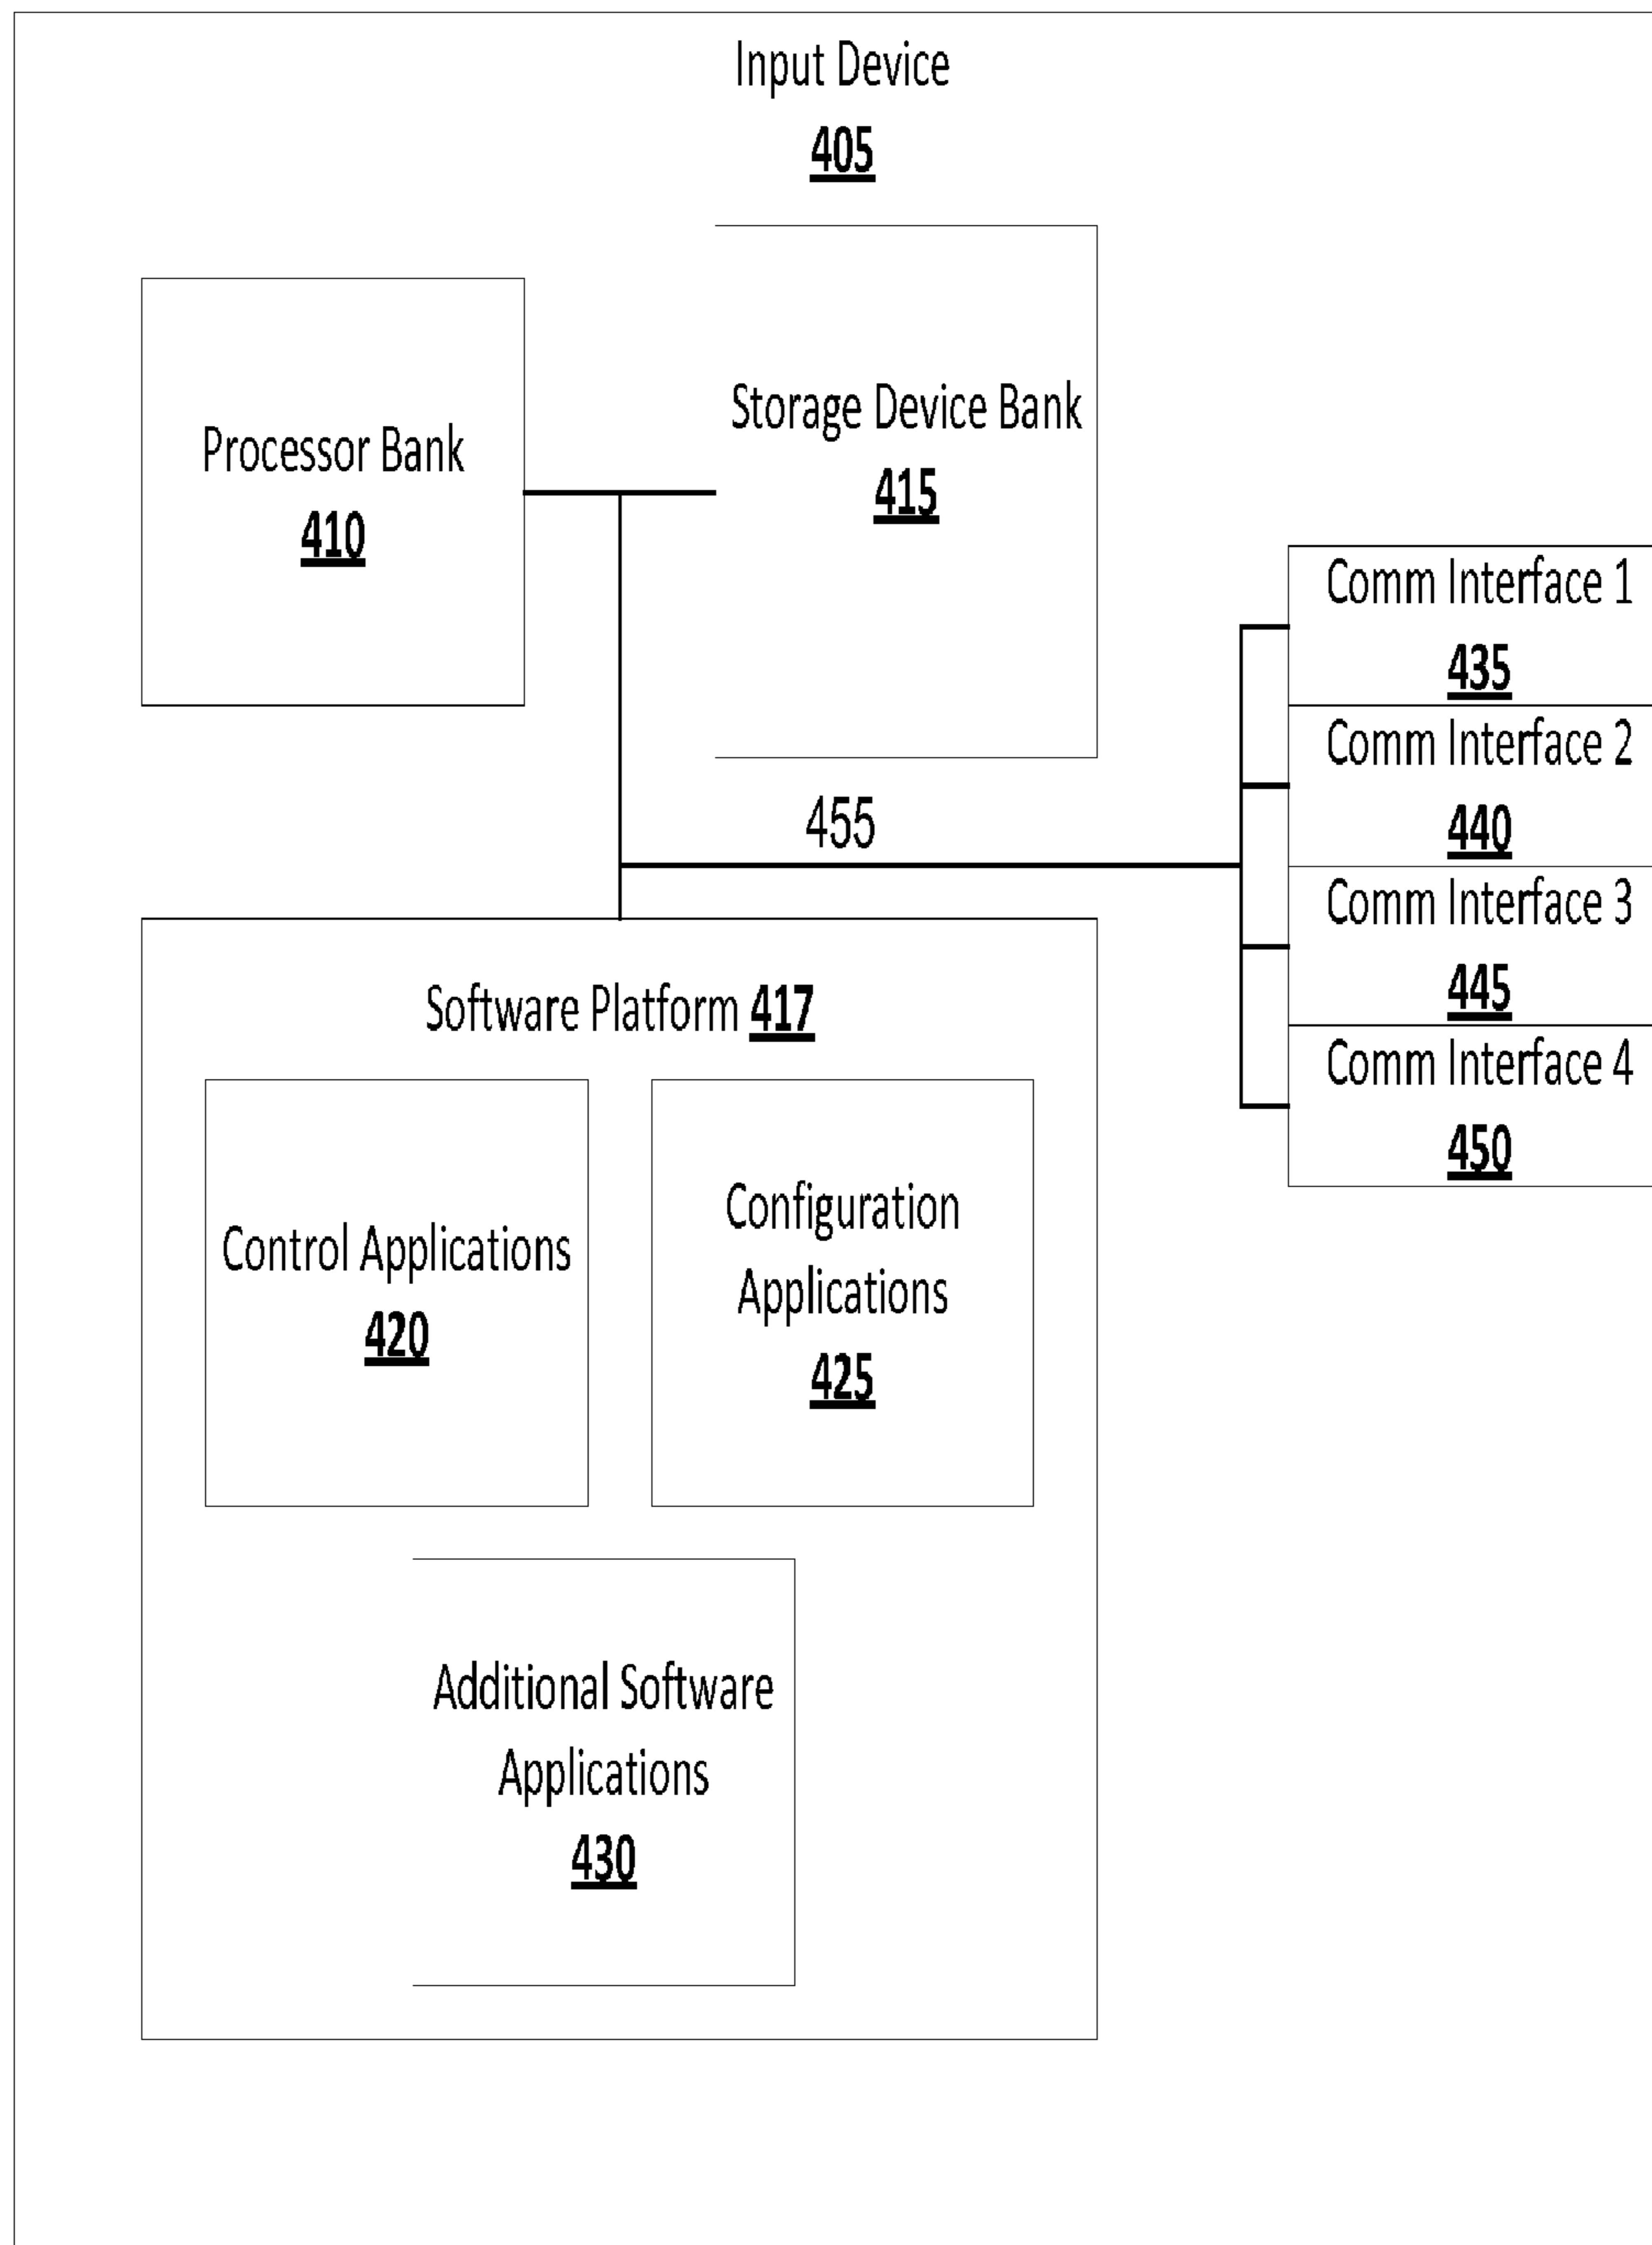 Input Device
405
Processor Bank
410
Storage Device Bank
415
Comm Interface 1
435
Comm Interface 2
440
455
Comm Interface 3
445
Comm Interface 4
450
Software Platform 417
Control Applications
420
Configuration
Applications
425
Additional Software
Applications
430